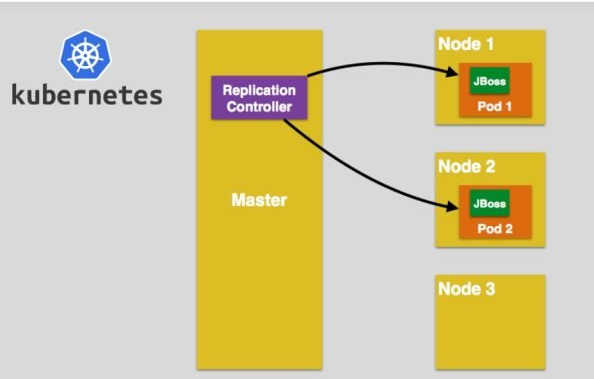 kubernetes
Replication
Controller
Master
Node 1
JBoss
Pod 1
Node 2
JBoss
Pod 2
Node 3